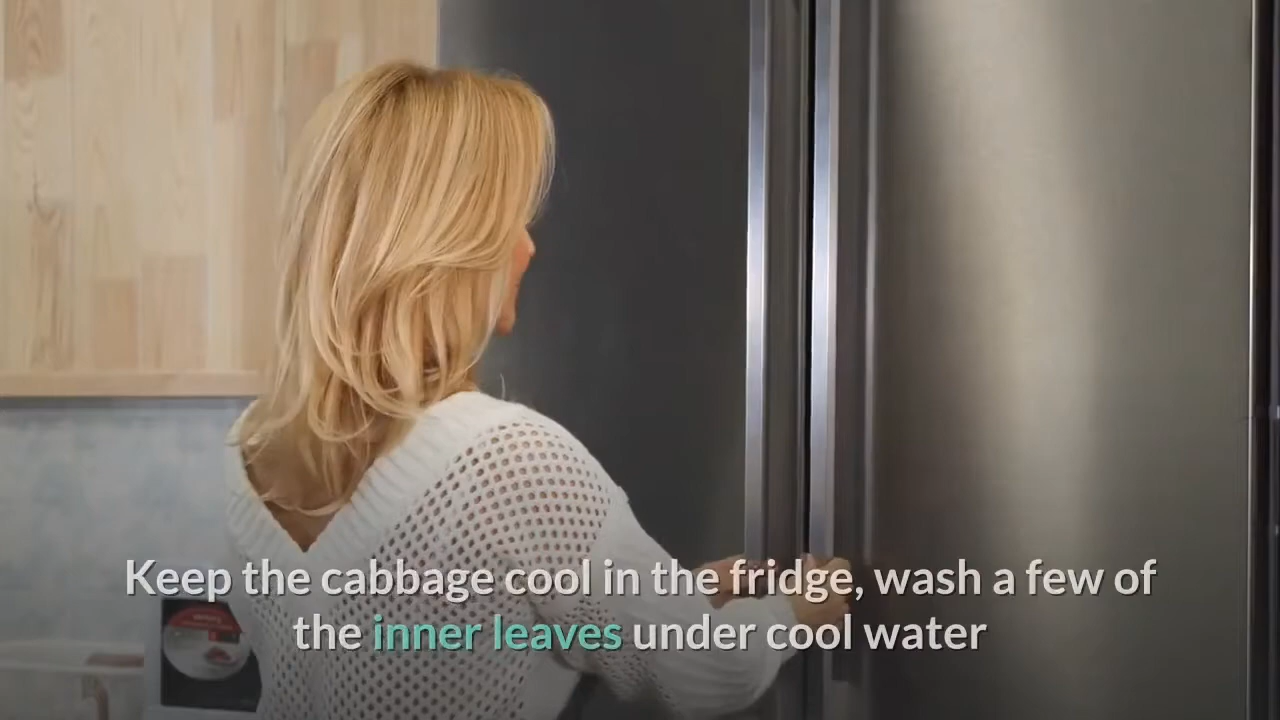 Keep the cabbage cool in the fridge, wash a few of
the inner leaves under cool water